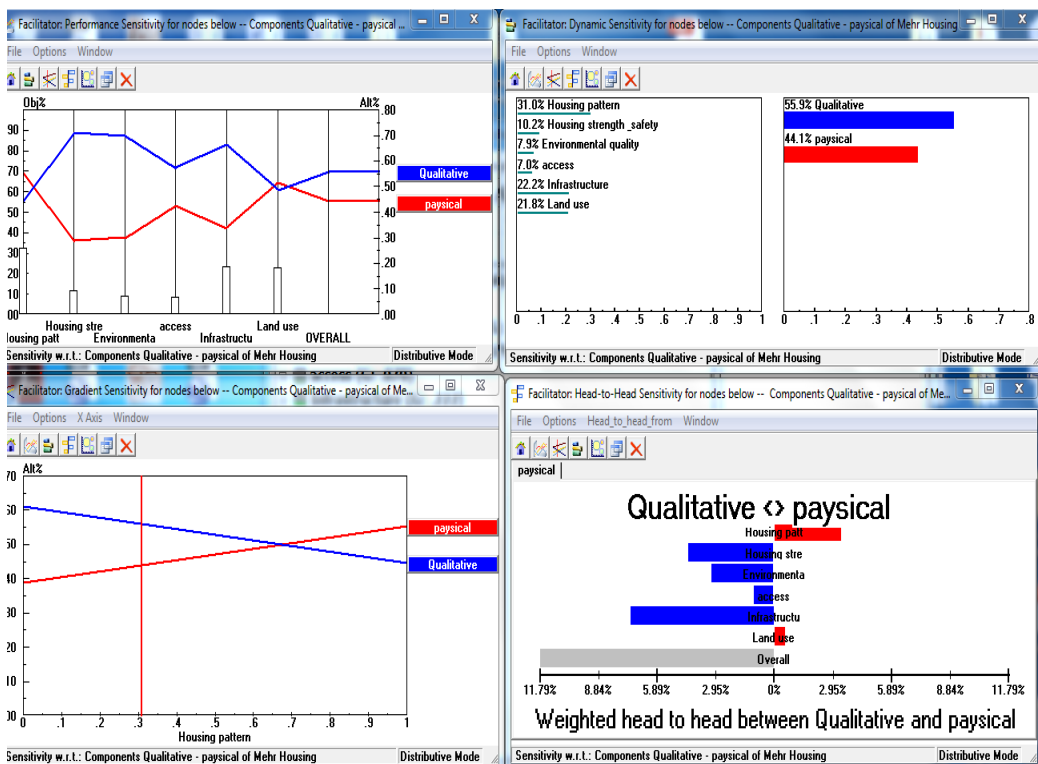 Facilitator: Performance Sensitivity for nodes below -- Components Qualitative - paysical ...
File Options Window
Obj% Alt%
90
80
70
60
50
40
30
20
10
00
.80
.70
.60
.50
.40
.30
.20
.10
.00
Qualitative
paysical
Housing stre access Land use
Housing patt Environmenta Infrastructu OVERALL
Sensitivity w.r.t.: Components Qualitative - paysical of Mehr Housing Distributive Mode
Facilitator: Dynamic Sensitivity for nodes below -- Components Qualitative - paysical of Mehr Housing
File Options Window
31.0% Housing pattern
10.2% Housing strength _safety
7.9% Environmental quality
7.0% access
22.2% Infrastructure
21.8% Land use
0 .1 .2 .3 .4 .5 .6 .7 .8 .9 1
55.9% Qualitative
44.1% paysical
0 .1 .2 .3 .4 .5 .6 .7 .8
Sensitivity w.r.t.: Components Qualitative - paysical of Mehr Housing Distributive Mode
Facilitator: Gradient Sensitivity for nodes below -- Components Qualitative - paysical of Me...
File Options X Axis Window
Alt%
70
60
50
40
30
20
10
00
paysical
Qualitative
0 .1 .2 .3 .4 .5 .6 .7 .8 .9 1
Housing pattern
Sensitivity w.r.t.: Components Qualitative - paysical of Mehr Housing Distributive Mode
Facilitator: Head-to-Head Sensitivity for nodes below -- Components Qualitative - paysical of Me...
File Options Head_to_head_from Window
paysical
Qualitative <> paysical
Housing patt
Housing stre
Environmenta
access
Infrastructu
Land use
Overall
11.79% 8.84% 5.89% 2.95% 0% 2.95% 5.89% 8.84% 11.79%
Weighted head to head between Qualitative and paysical
Sensitivity w.r.t.: Components Qualitative - paysical of Mehr Housing Distributive Mode